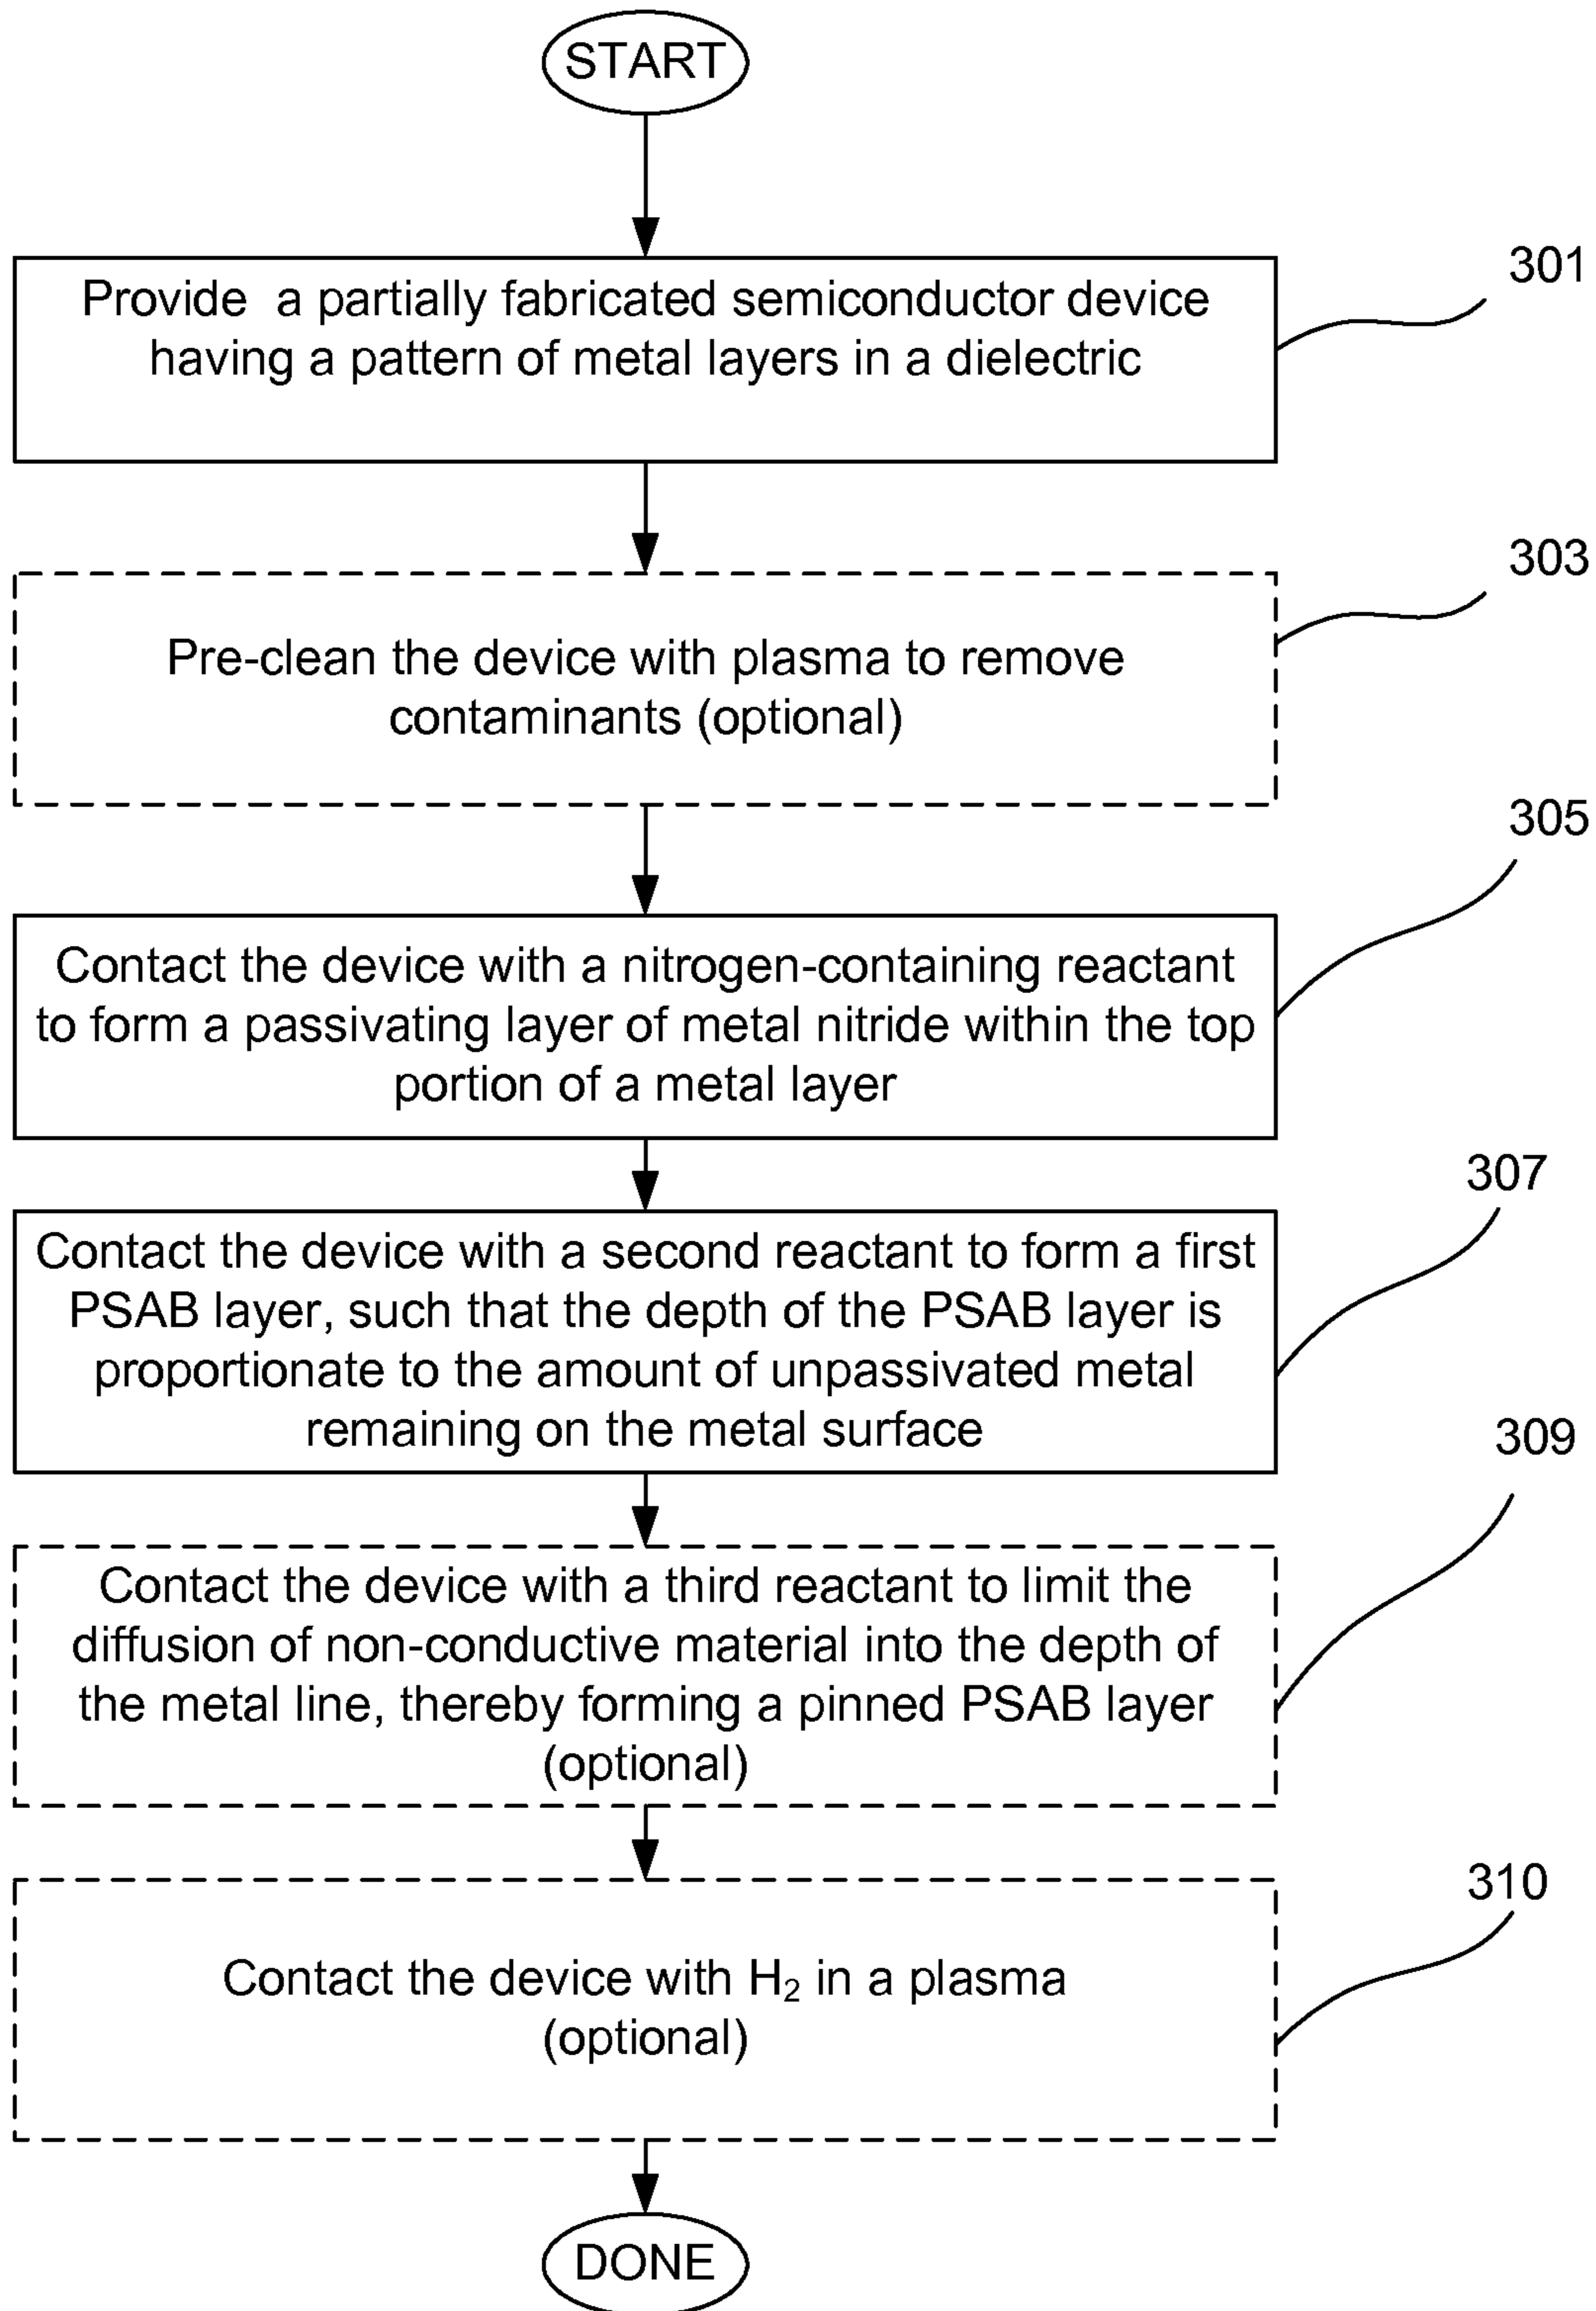 START
Provide a partially fabricated semiconductor device
having a pattern of metal layers in a dielectric
301
Pre-clean the device with plasma to remove
contaminants (optional)
303
Contact the device with a nitrogen-containing reactant
to form a passivating layer of metal nitride within the top
portion of a metal layer
305
Contact the device with a second reactant to form a first
PSAB layer, such that the depth of the PSAB layer is
proportionate to the amount of unpassivated metal
remaining on the metal surface
307
Contact the device with a third reactant to limit the
diffusion of non-conductive material into the depth of
the metal line, thereby forming a pinned PSAB layer
(optional)
309
Contact the device with H₂ in a plasma
(optional)
310
DONE